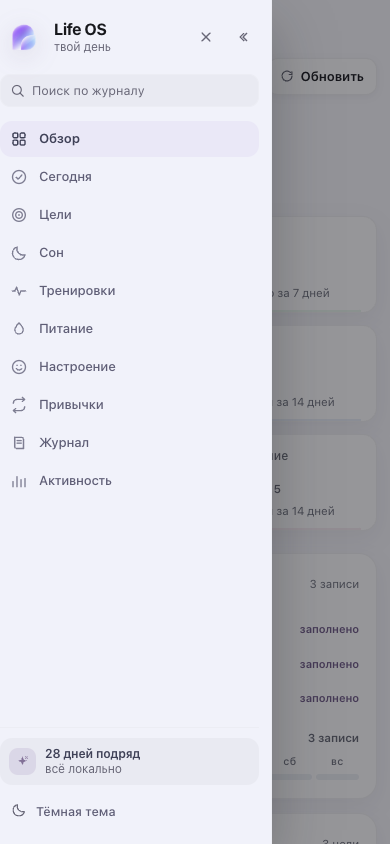 Life OS
твой день
Поиск по журналу
Обзор
Сегодня
Цели
Сон
Тренировки
Питание
Настроение
Привычки
Журнал
Активность
28 дней подряд
всё локально
Тёмная тема
Обновить
за 7 дней
за 14 дней
5
за 14 дней
3 записи
заполнено
заполнено
заполнено
3 записи
сб вс